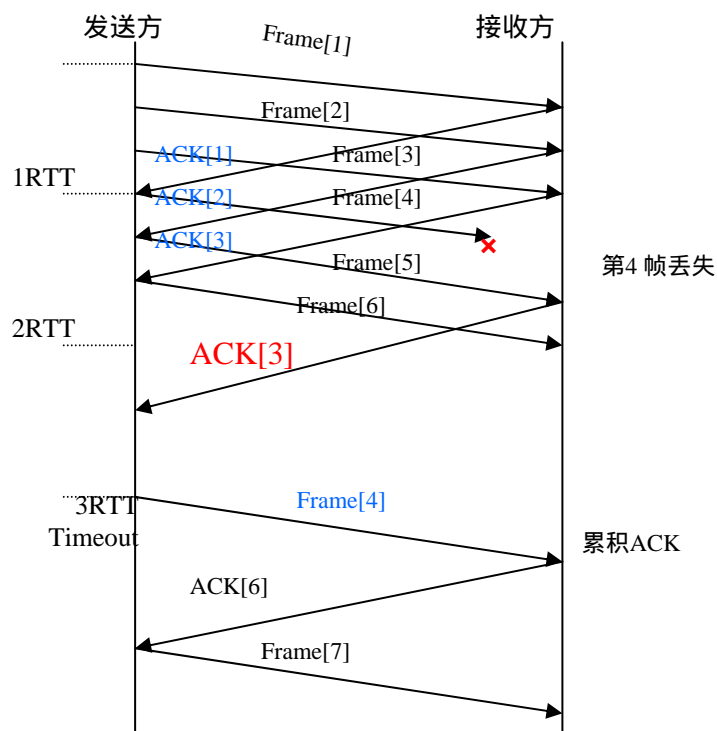 发送方
接收方
Frame[1]
Frame[2]
ACK[1]
Frame[3]
1RTT
ACK[2]
Frame[4]
ACK[3]
Frame[5]
第4 帧丢失
Frame[6]
2RTT
ACK[3]
3RTT
Frame[4]
Timeout
累积ACK
ACK[6]
Frame[7]